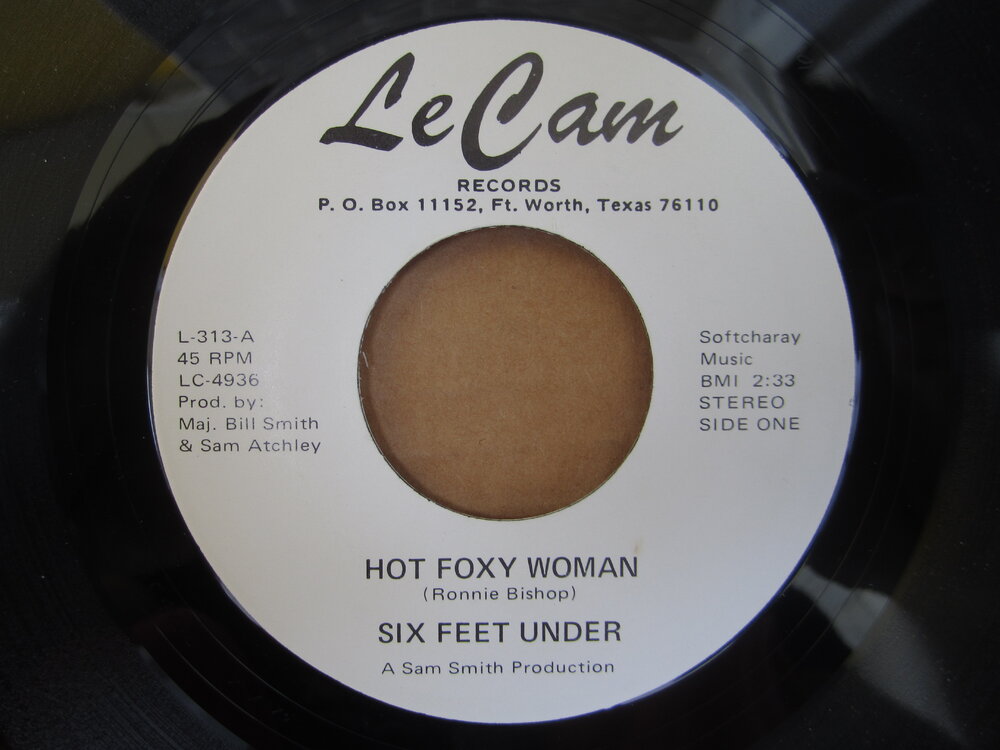 LeCam
RECORDS
P. O. Box 11152, Ft. Worth, Texas 76110
L-313-A
45 RPM
LC-4936
Prod. by:
Maj. Bill Smith
& Sam Atchley
Softcharay
Music
BMI 2:33
STEREO
SIDE ONE
HOT FOXY WOMAN
(Ronnie Bishop)
SIX FEET UNDER
A Sam Smith Production